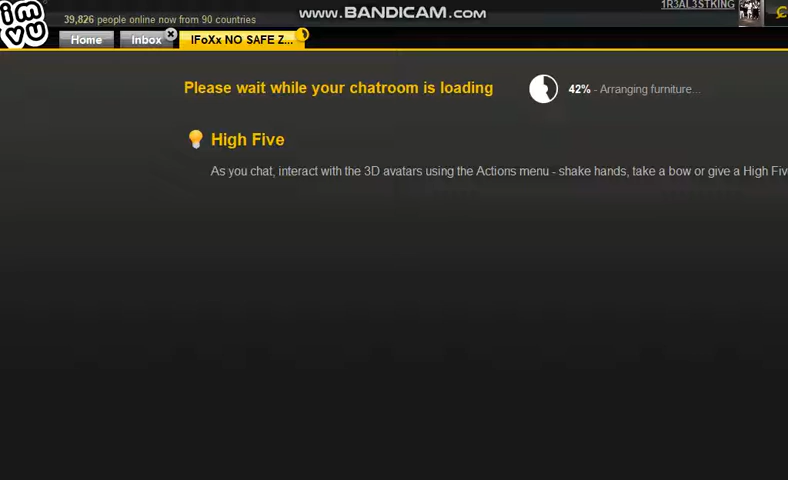 imvu
39,826 people online now from 90 countries
WWW.BANDICAM.COM
1R3AL3STKING
Home
Inbox
IFoXx NO SAFE Z...
Please wait while your chatroom is loading
42% - Arranging furniture...
High Five
As you chat, interact with the 3D avatars using the Actions menu - shake hands, take a bow or give a High Fiv